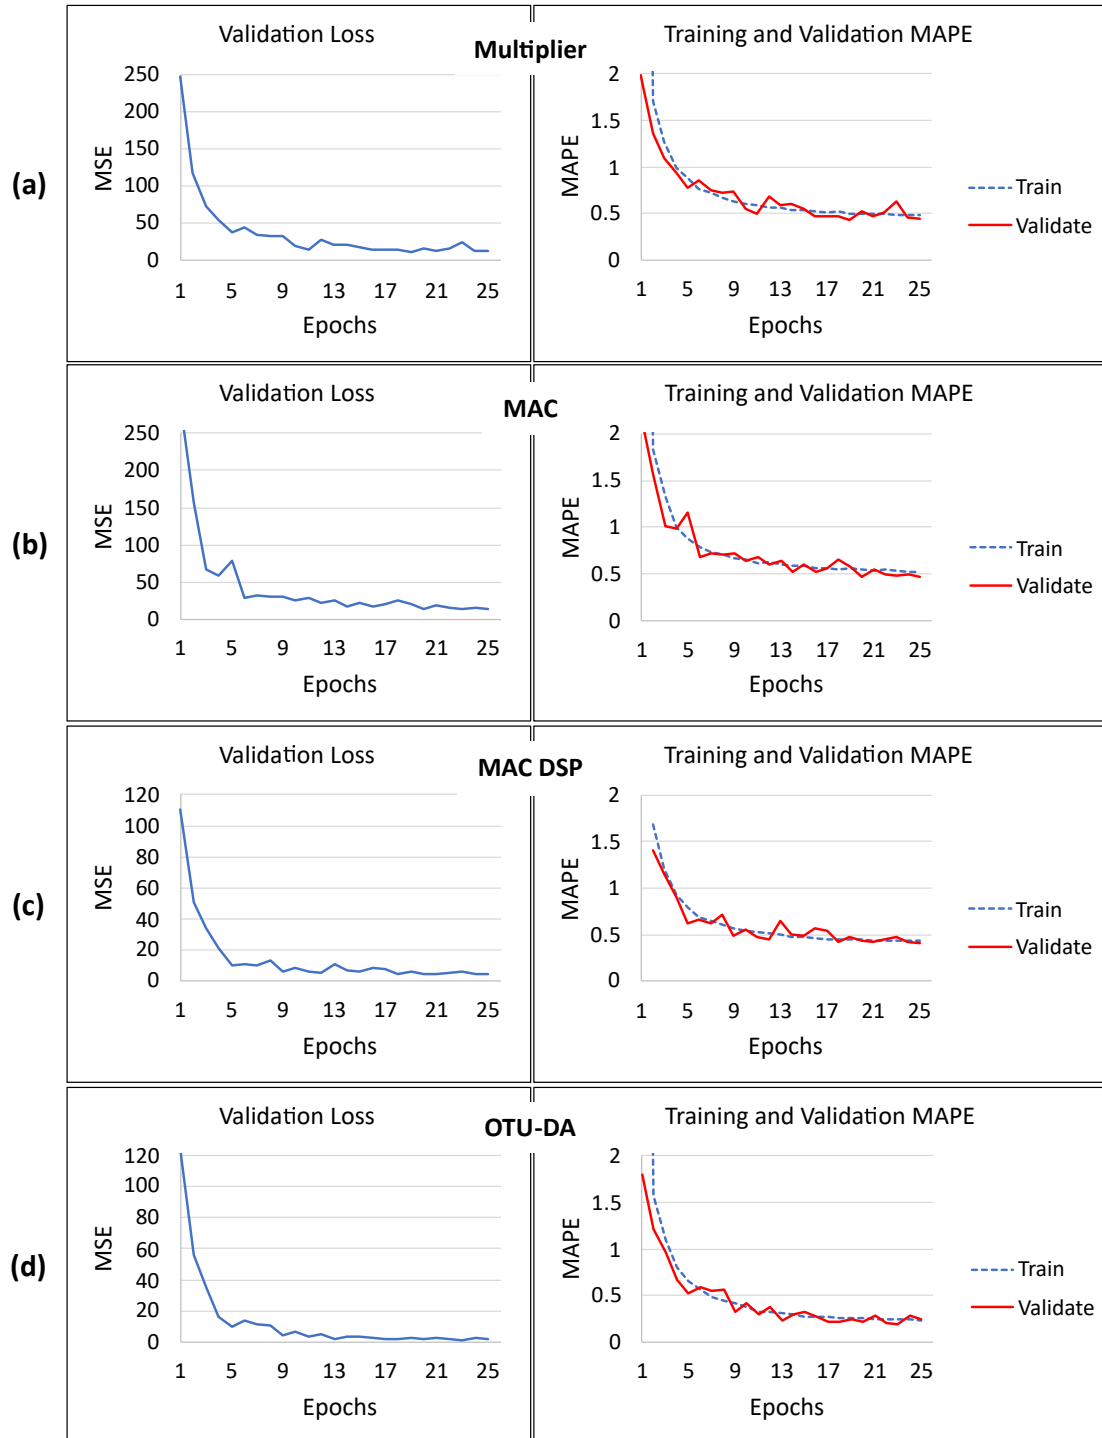 (a)
Multiplier
Validation Loss
MSE
250
200
150
100
50
0
1 5 9 13 17 21 25
Epochs
Training and Validation MAPE
MAPE
2
1.5
1
0.5
0
1 5 9 13 17 21 25
Epochs
Train
Validate
(b)
MAC
Validation Loss
MSE
250
200
150
100
50
0
1 5 9 13 17 21 25
Epochs
Training and Validation MAPE
MAPE
2
1.5
1
0.5
0
1 5 9 13 17 21 25
Epochs
Train
Validate
(c)
MAC DSP
Validation Loss
MSE
120
100
80
60
40
20
0
1 5 9 13 17 21 25
Epochs
Training and Validation MAPE
MAPE
2
1.5
1
0.5
0
1 5 9 13 17 21 25
Epochs
Train
Validate
(d)
OTU-DA
Validation Loss
MSE
120
100
80
60
40
20
0
1 5 9 13 17 21 25
Epochs
Training and Validation MAPE
MAPE
2
1.5
1
0.5
0
1 5 9 13 17 21 25
Epochs
Train
Validate